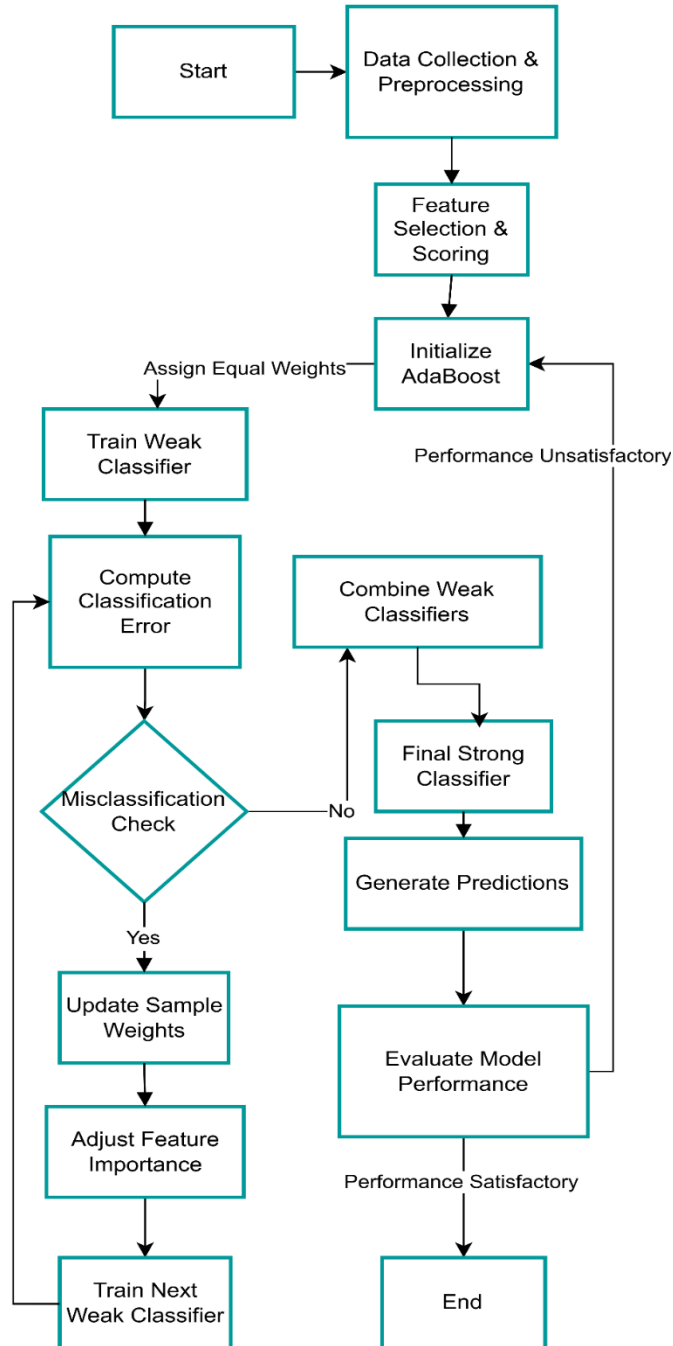 Start
Data Collection &
Preprocessing
Feature
Selection &
Scoring
Initialize
AdaBoost
Assign Equal Weights
Train Weak
Classifier
Performance Unsatisfactory
Compute
Classification
Error
Combine Weak
Classifiers
Misclassification
Check
No
Final Strong
Classifier
Generate Predictions
Yes
Update Sample
Weights
Evaluate Model
Performance
Adjust Feature
Importance
Performance Satisfactory
Train Next
Weak Classifier
End